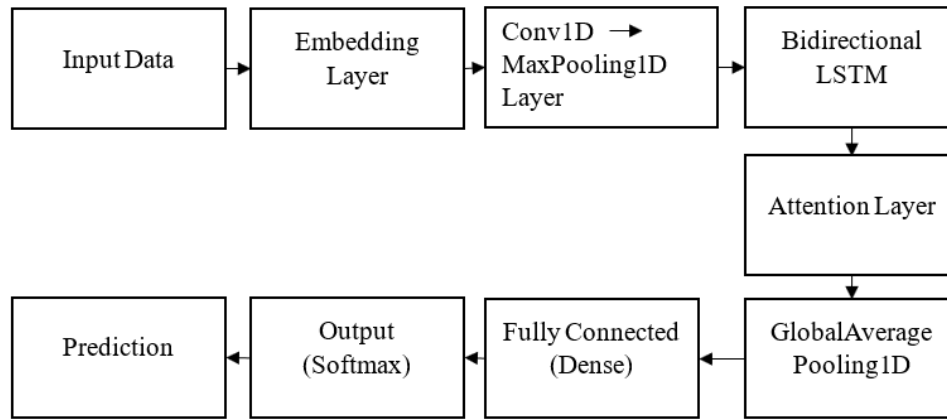 Input Data
Embedding
Layer
Conv1D →
MaxPooling1D
Layer
Bidirectional
LSTM
Attention Layer
GlobalAverage
Pooling1D
Fully Connected
(Dense)
Output
(Softmax)
Prediction